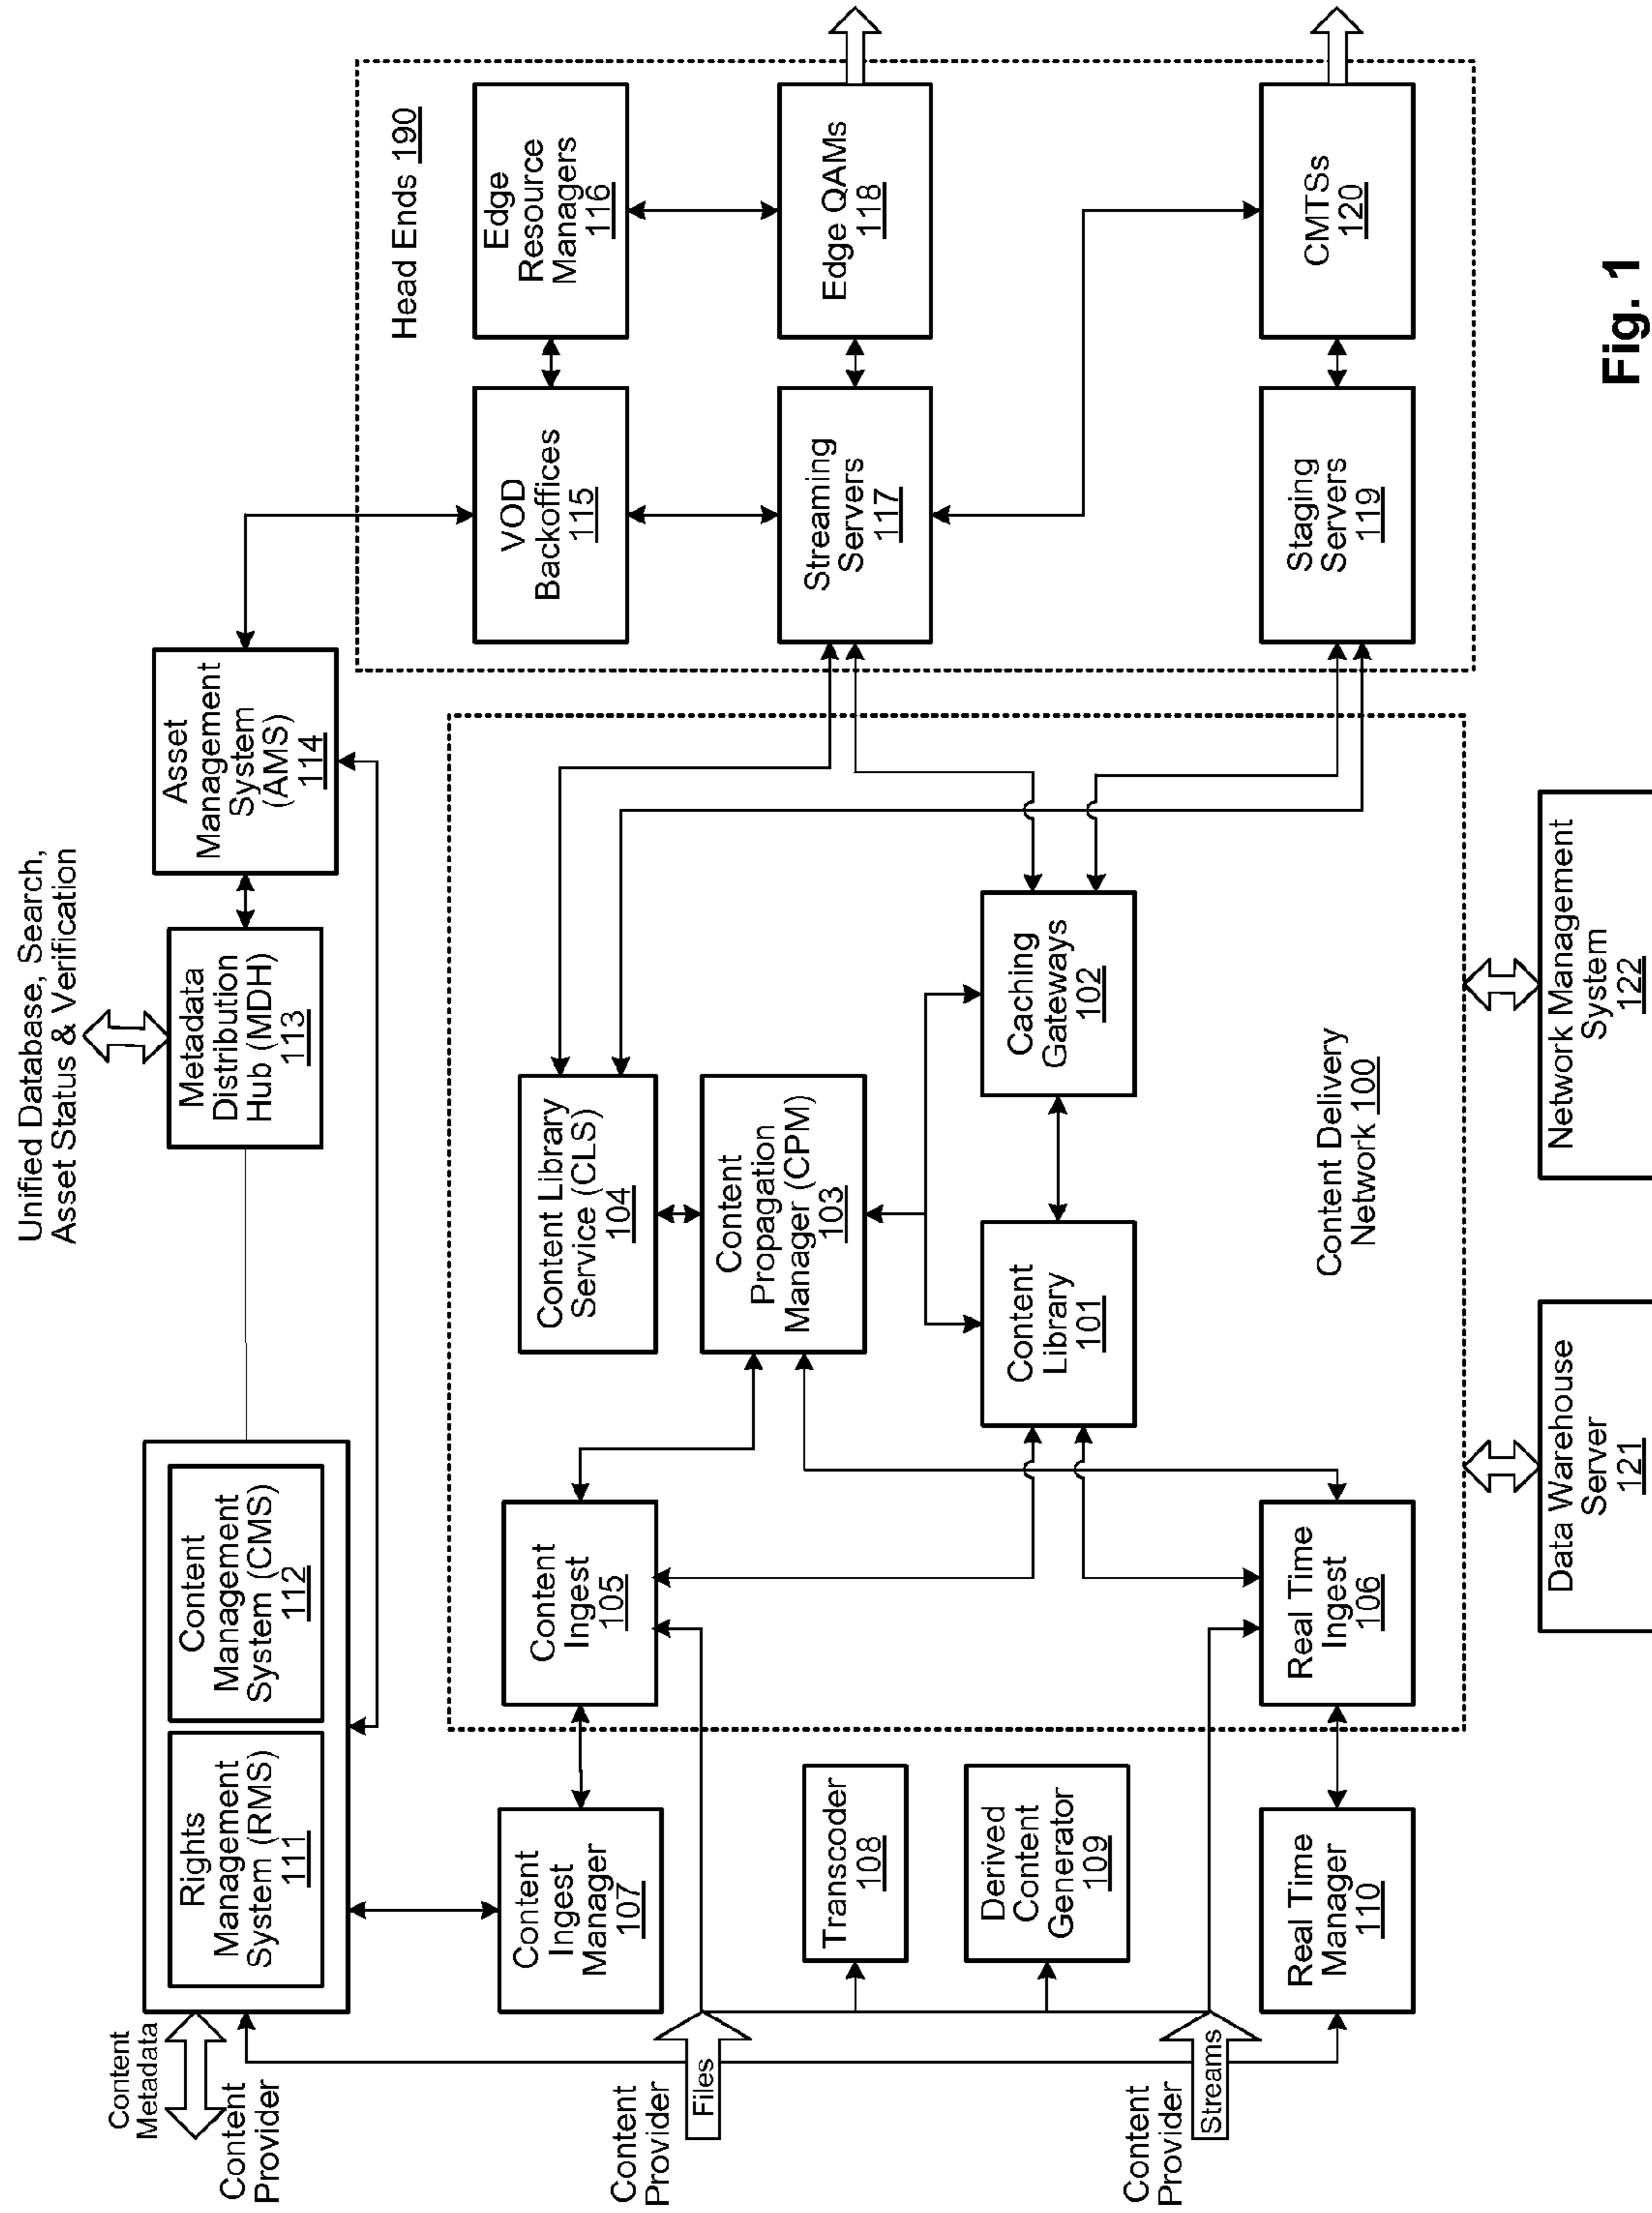 Unified Database, Search,
Asset Status & Verification
Content
Metadata
Content
Provider
Rights
Management
System (RMS)
111
Content
Management
System (CMS)
112
Metadata
Distribution
Hub (MDH)
113
Asset
Management
System
(AMS)
114
Head Ends 190
Content
Ingest
Manager
107
Content
Ingest
105
Content Library
Service (CLS)
104
VOD
Backoffices
115
Edge
Resource
Managers
116
Content
Provider
Files
Content
Propagation
Manager (CPM)
103
Transcoder
108
Streaming
Servers
117
Edge QAMs
118
Derived
Content
Generator
109
Content
Library
101
Caching
Gateways
102
Content
Provider
Streams
Real Time
Manager
110
Real Time
Ingest
106
Content Delivery
Network 100
Staging
Servers
119
CMTSs
120
Data Warehouse
Server
121
Network Management
System
122
Fig. 1